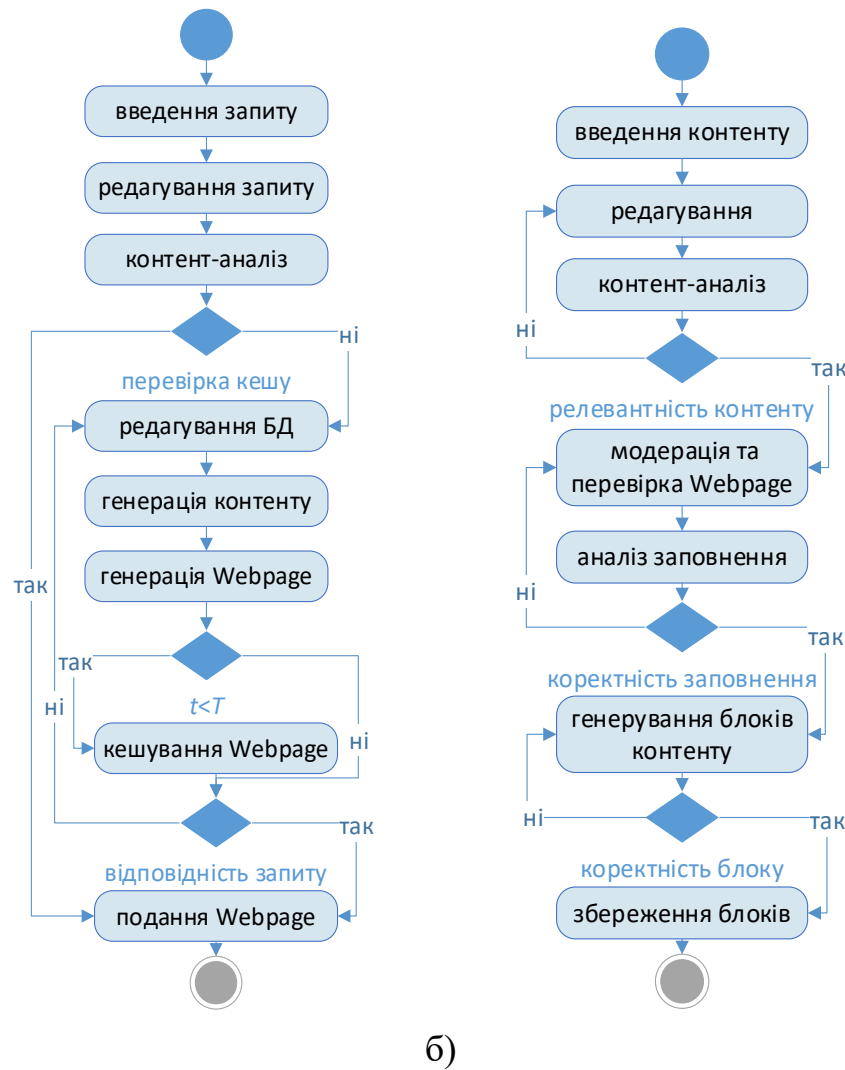 введення запиту
редагування запиту
контент-аналіз
ні
перевірка кешу
редагування БД
генерація контенту
генерація Webpage
так
так
t<T
ні
кешування Webpage
ні
так
відповідність запиту
подання Webpage
введення контенту
редагування
контент-аналіз
ні
так
релевантність контенту
модерація та
перевірка Webpage
аналіз заповнення
ні
так
коректність заповнення
генерування блоків
контенту
ні
так
коректність блоку
збереження блоків
б)